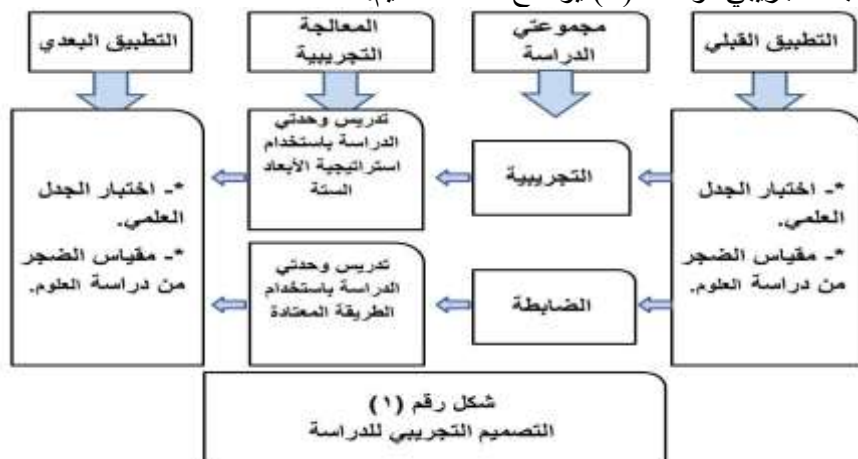 التطبيق القبلي
مجموعتي
الدراسة
المعالجة
التجريبية
التطبيق البعدي
*- اختبار الجدل
العلمي.
*- مقياس الضجر
من دراسة العلوم.
التجريبية
تدريس وحدتي
الدراسة باستخدام
استراتيجية الأبعاد
الستة
الضابطة
تدريس وحدتي
الدراسة باستخدام
الطريقة المعتادة
*- اختبار الجدل
العلمي.
*- مقياس الضجر
من دراسة العلوم.
شكل رقم (١)
التصميم التجريبي للدراسة